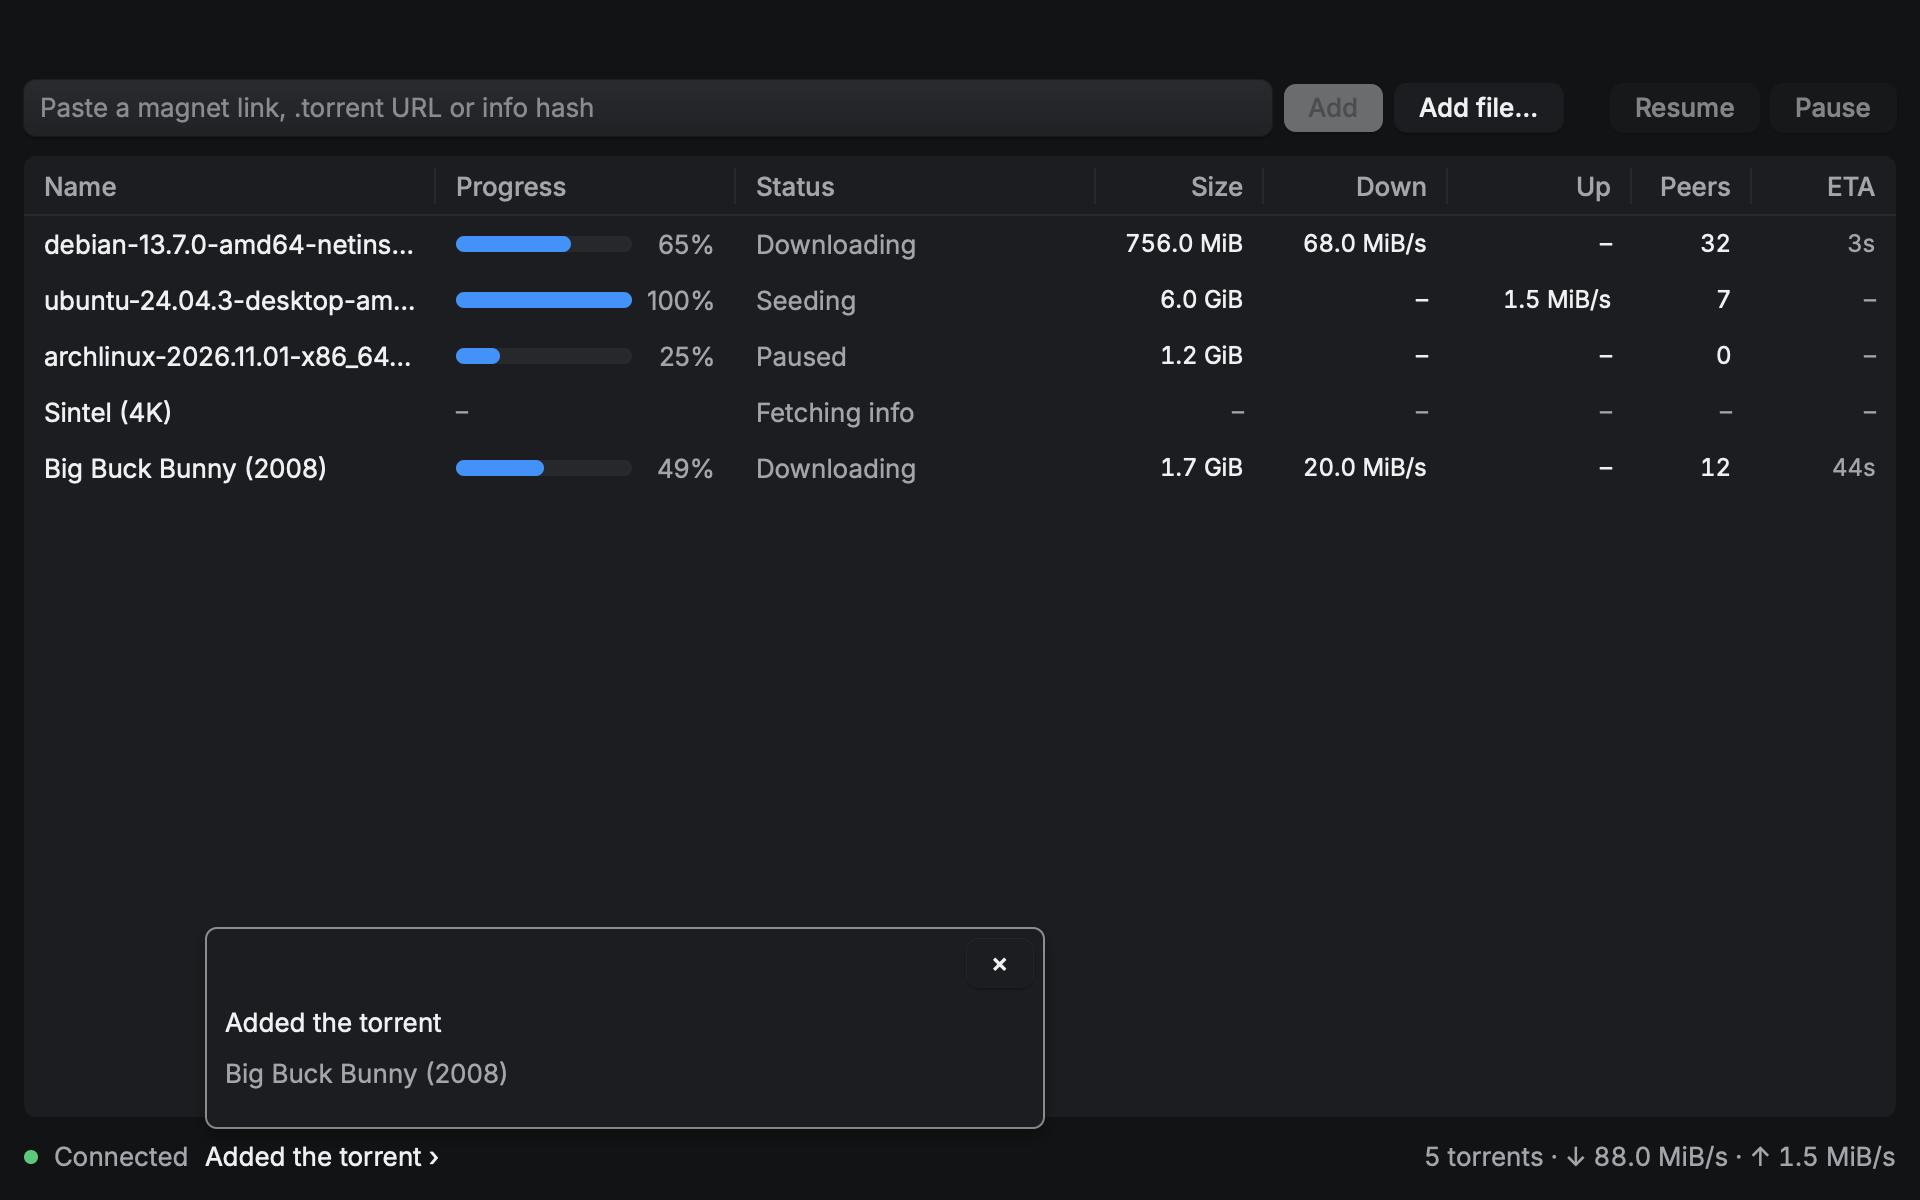 Paste a magnet link, .torrent URL or info hash Add Add file... Resume Pause
Name Progress Status Size Down Up Peers ETA
debian-13.7.0-amd64-netins... 65% Downloading 756.0 MiB 68.0 MiB/s – 32 3s
ubuntu-24.04.3-desktop-am... 100% Seeding 6.0 GiB – 1.5 MiB/s 7 –
archlinux-2026.11.01-x86_64... 25% Paused 1.2 GiB – – 0 –
Sintel (4K) – Fetching info – – – – –
Big Buck Bunny (2008) 49% Downloading 1.7 GiB 20.0 MiB/s – 12 44s
×
Added the torrent
Big Buck Bunny (2008)
Connected Added the torrent › 5 torrents · ↓ 88.0 MiB/s · ↑ 1.5 MiB/s